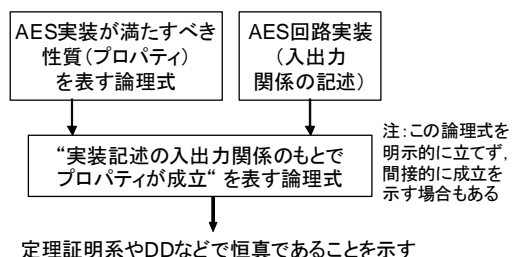 AES実装が満たすべき
性質(プロパティ)
を表す論理式
AES回路実装
(入出力
関係の記述)
“実装記述の入出力関係のもとで
プロパティが成立“ を表す論理式
注:この論理式を
明示的に立てず,
間接的に成立を
示す場合もある
定理証明系やDDなどで恒真であることを示す